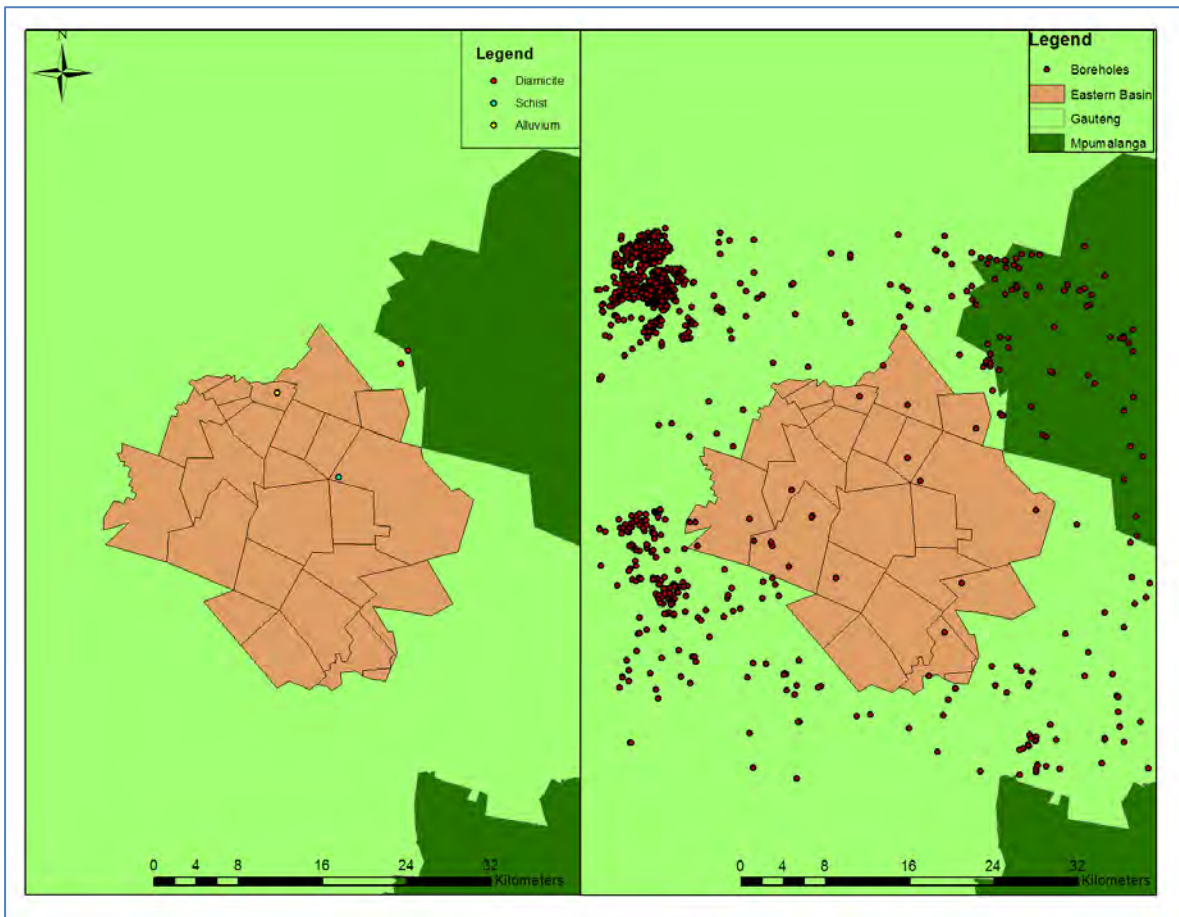 N
Legend
Diamicite
Schist
Alluvium
0 4 8 16 24 32
Kilometers
Legend
Boreholes
Eastern Basin
Gauteng
Mpumalanga
0 4 8 16 24 32
Kilometers